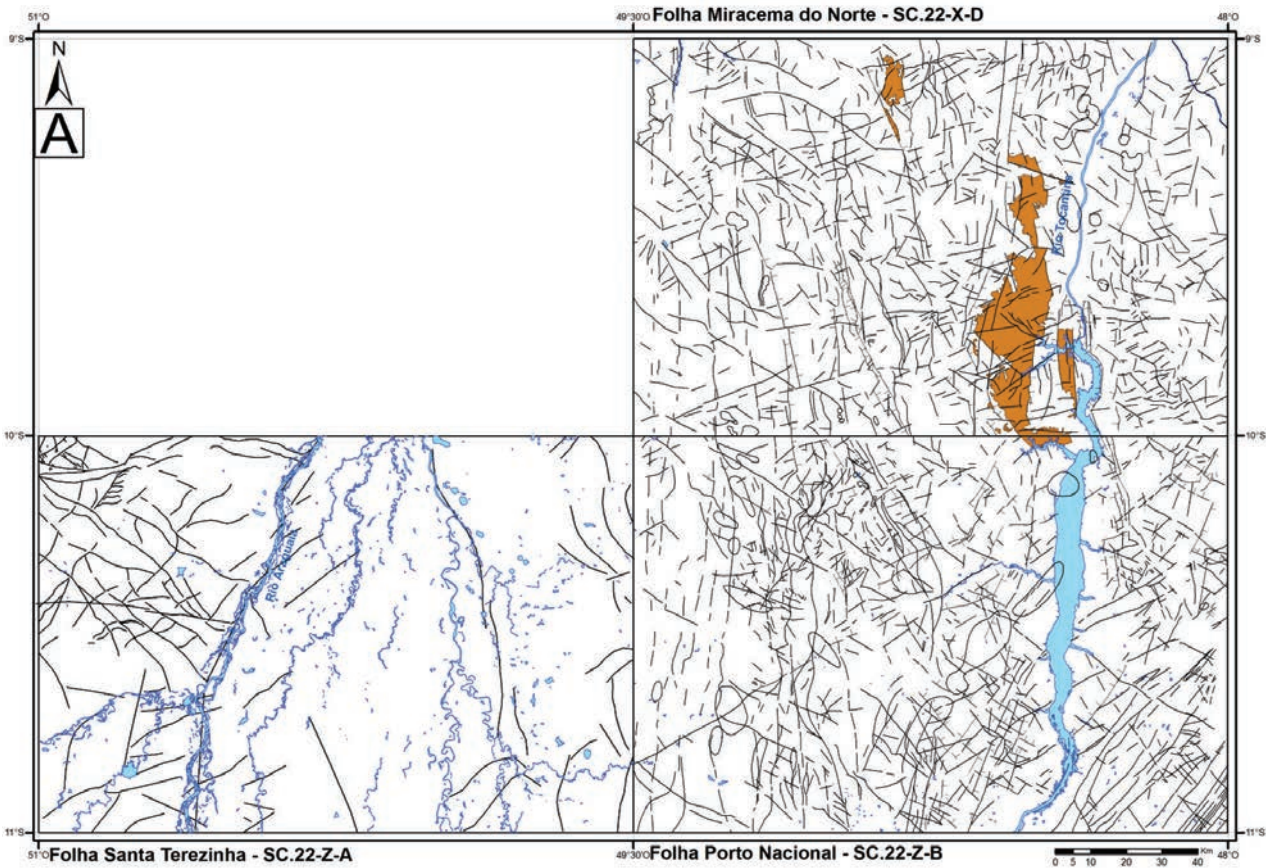 51°O
49°30'O
Folha Miracema do Norte - SC.22-X-D
48°O
9°S
9°S
N
A
Rio Tocantins
10°S
10°S
Rio Araguaia
11°S
11°S
Folha Santa Terezinha - SC.22-Z-A
Folha Porto Nacional - SC.22-Z-B
Km
0 5 10 20 30 40
51°O
49°30'O
48°O